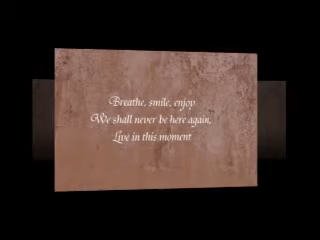 Breathe, smile, enjoy
We shall never be here again,
Live in this moment